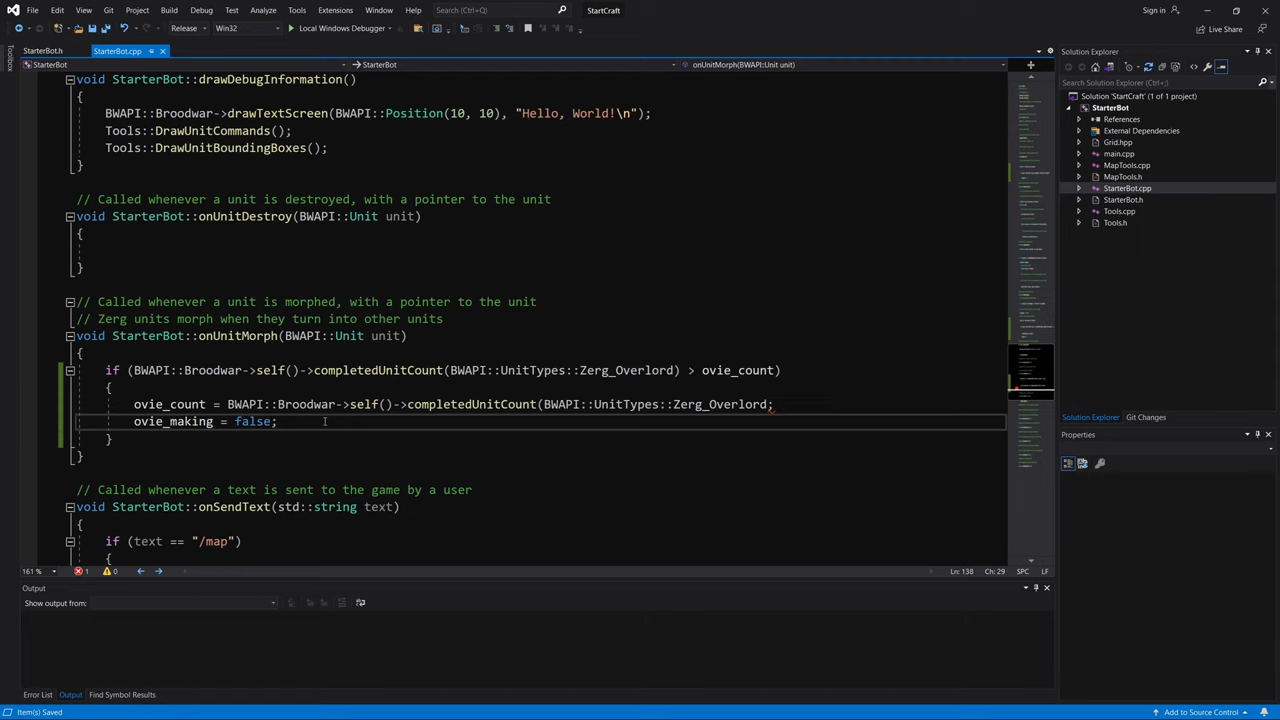 File Edit View Git Project Build Debug Test Analyze Tools Extensions Window Help Search (Ctrl+Q) StartCraft Sign in
Release Win32 Local Windows Debugger Live Share
Toolbox
StarterBot.h StarterBot.cpp
StarterBot StarterBot onUnitMorph(BWAPI::Unit unit)
void StarterBot::drawDebugInformation()
{
BWAPI::Broodwar->drawTextScreen(BWAPI::Position(10, "Hello, World!\n");
Tools::DrawUnitCommands();
Tools::DrawUnitBoundingBoxes()
}
// Called whenever a unit is destroyed, with a pointer to the unit
void StarterBot::onUnitDestroy(BWAPI::Unit unit)
{
}
// Called whenever a unit is morphed, with a pointer to the unit
// Zerg units morph when they turn into other units
void StarterBot::onUnitMorph(BWAPI::Unit unit)
{
if (BWAPI::Broodwar->self()->completedUnitCount(BWAPI::UnitTypes::Zerg_Overlord) > ovie_count)
{
ovie_count = BWAPI::Broodwar->self()->completedUnitCount(BWAPI::UnitTypes::Zerg_Overlord;
ovie_making = False;
}
}
// Called whenever a text is sent to the game by a user
void StarterBot::onSendText(std::string text)
{
if (text == "/map")
{
161 % 1 0 Ln: 138 Ch: 29 SPC LF
Output
Show output from:
Error List Output Find Symbol Results
Item(s) Saved Add to Source Control
Solution Explorer
Search Solution Explorer (Ctrl+;)
Solution 'StartCraft' (1 of 1 project)
StarterBot
References
External Dependencies
Grid.hpp
main.cpp
MapTools.cpp
MapTools.h
StarterBot.cpp
StarterBot.h
Tools.cpp
Tools.h
Solution Explorer Git Changes
Properties